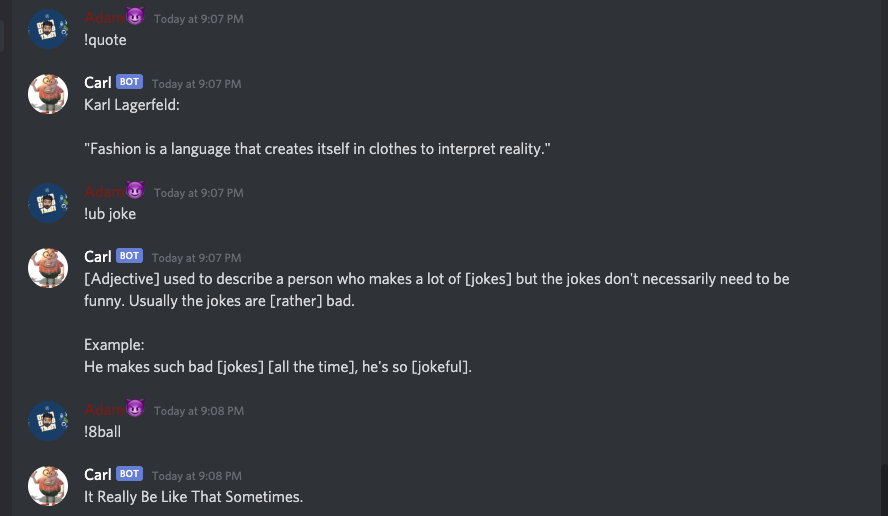 Adam😈 Today at 9:07 PM
!quote
Carl BOT Today at 9:07 PM
Karl Lagerfeld:
"Fashion is a language that creates itself in clothes to interpret reality."
Adam😈 Today at 9:07 PM
!ub joke
Carl BOT Today at 9:07 PM
[Adjective] used to describe a person who makes a lot of [jokes] but the jokes don't necessarily need to be
funny. Usually the jokes are [rather] bad.
Example:
He makes such bad [jokes] [all the time], he's so [jokeful].
Adam😈 Today at 9:08 PM
!8ball
Carl BOT Today at 9:08 PM
It Really Be Like That Sometimes.